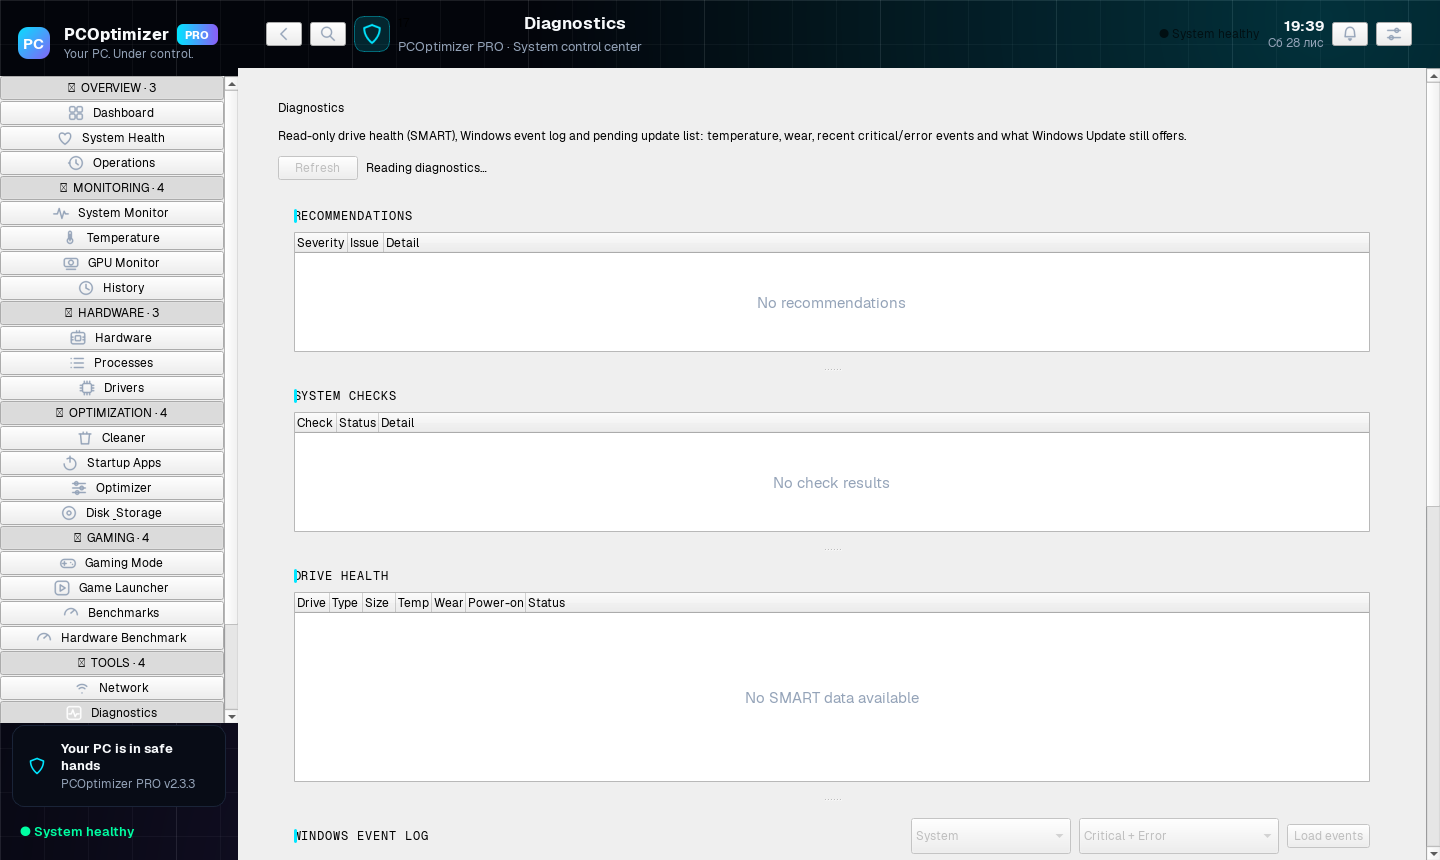 PC
PCOptimizer PRO
Your PC. Under control.
OVERVIEW · 3
Dashboard
System Health
Operations
MONITORING · 4
System Monitor
Temperature
GPU Monitor
History
HARDWARE · 3
Hardware
Processes
Drivers
OPTIMIZATION · 4
Cleaner
Startup Apps
Optimizer
Disk _Storage
GAMING · 4
Gaming Mode
Game Launcher
Benchmarks
Hardware Benchmark
TOOLS · 4
Network
Diagnostics
Your PC is in safe
hands
PCOptimizer PRO v2.3.3
● System healthy
Diagnostics
PCOptimizer PRO · System control center
● System healthy
19:39
Сб 28 лис
Diagnostics
Read-only drive health (SMART), Windows event log and pending update list: temperature, wear, recent critical/error events and what Windows Update still offers.
Refresh Reading diagnostics…
RECOMMENDATIONS
Severity Issue Detail
No recommendations
SYSTEM CHECKS
Check Status Detail
No check results
DRIVE HEALTH
Drive Type Size Temp Wear Power-on Status
No SMART data available
WINDOWS EVENT LOG System Critical + Error Load events